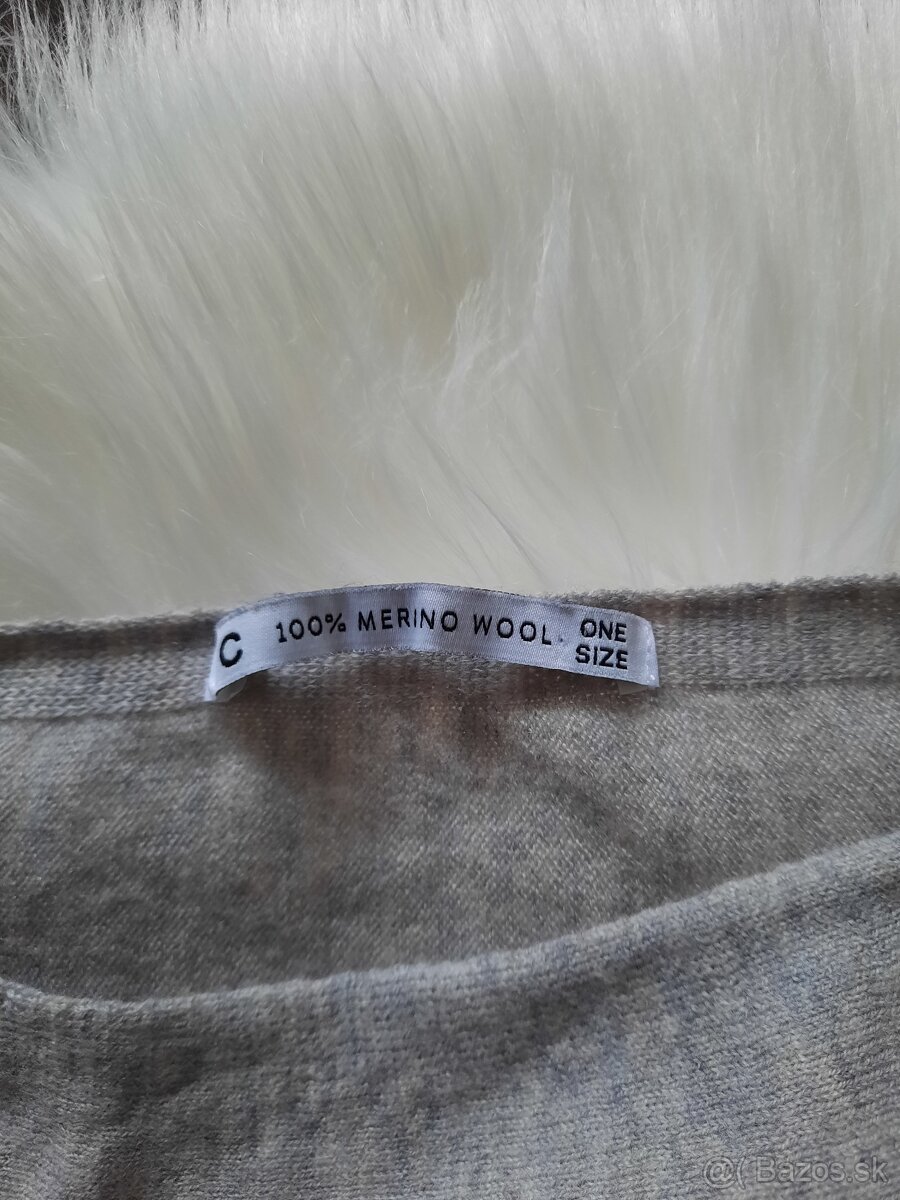 C 100% MERINO WOOL ONE
SIZE
@( Bazos.sk